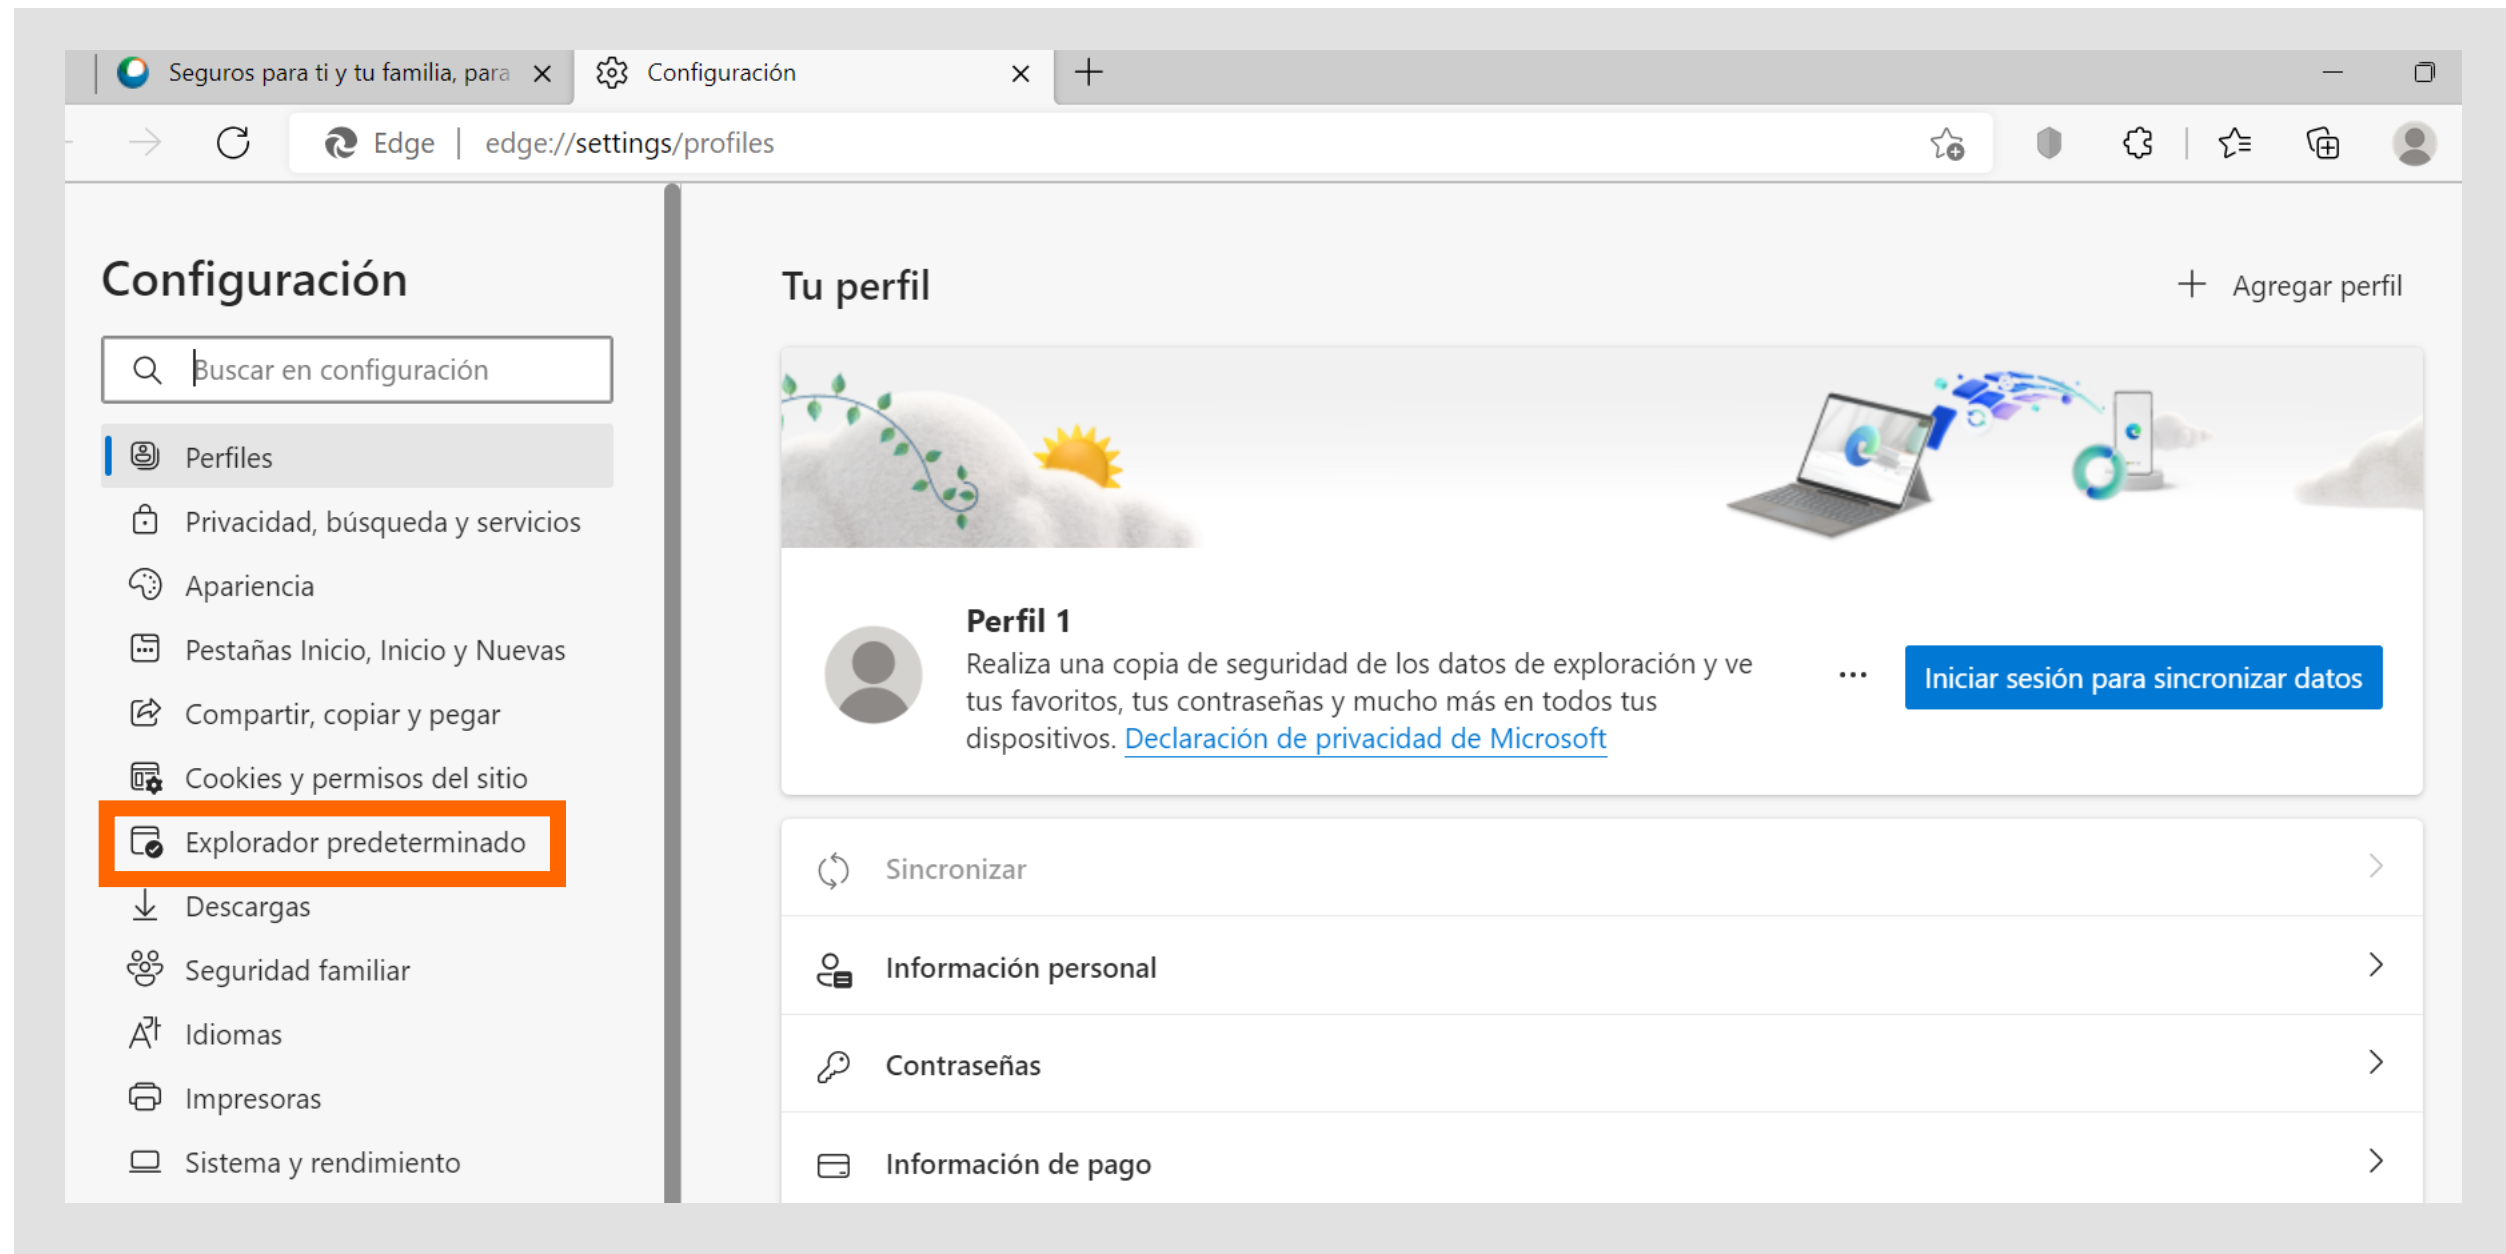 Seguros para ti y tu familia, para
Configuración
Edge | edge://settings/profiles
Configuración
Buscar en configuración
Perfiles
Privacidad, búsqueda y servicios
Apariencia
Pestañas Inicio, Inicio y Nuevas
Compartir, copiar y pegar
Cookies y permisos del sitio
Explorador predeterminado
Descargas
Seguridad familiar
Idiomas
Impresoras
Sistema y rendimiento
Tu perfil
Agregar perfil
Perfil 1
Realiza una copia de seguridad de los datos de exploración y ve
tus favoritos, tus contraseñas y mucho más en todos tus
dispositivos. Declaración de privacidad de Microsoft
Iniciar sesión para sincronizar datos
Sincronizar
Información personal
Contraseñas
Información de pago